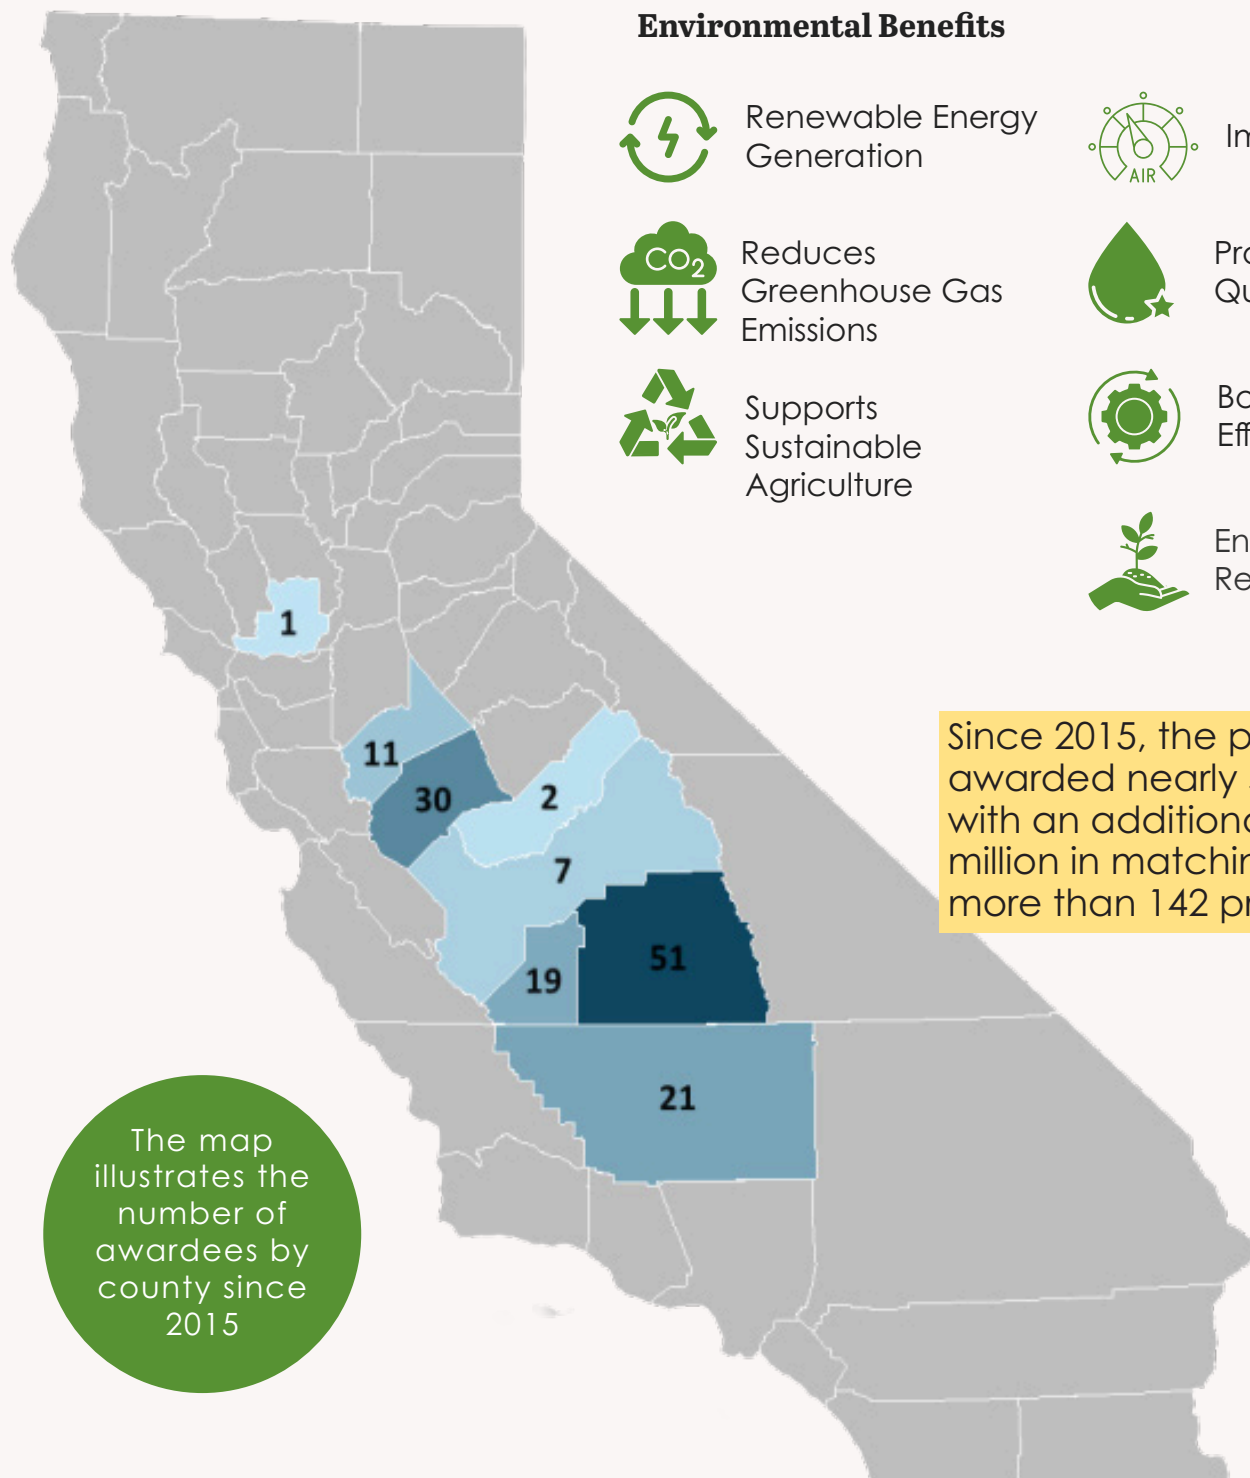 Environmental Benefits
Renewable Energy
Generation
AIR
CO2
Reduces
Greenhouse Gas
Emissions
Supports
Sustainable
Agriculture
1
11
30
2
7
51
19
21
Since 2015, the
awarded nearly
with an
million in
more than 142
The map
illustrates the
number of
awardees by
county since
2015